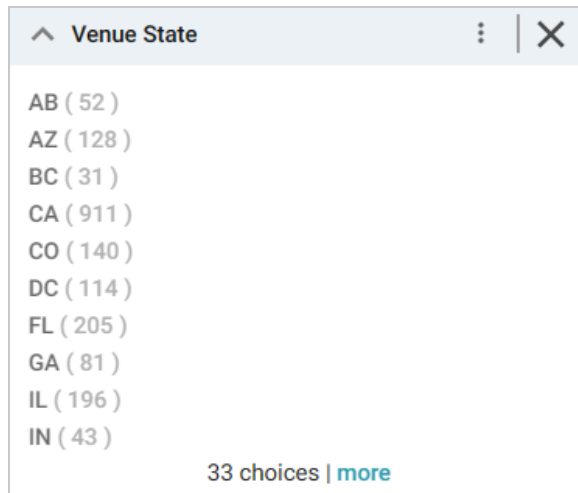 Venue State
AB ( 52 )
AZ ( 128 )
BC ( 31 )
CA ( 911 )
CO ( 140 )
DC ( 114 )
FL ( 205 )
GA ( 81 )
IL ( 196 )
IN ( 43 )
33 choices | more